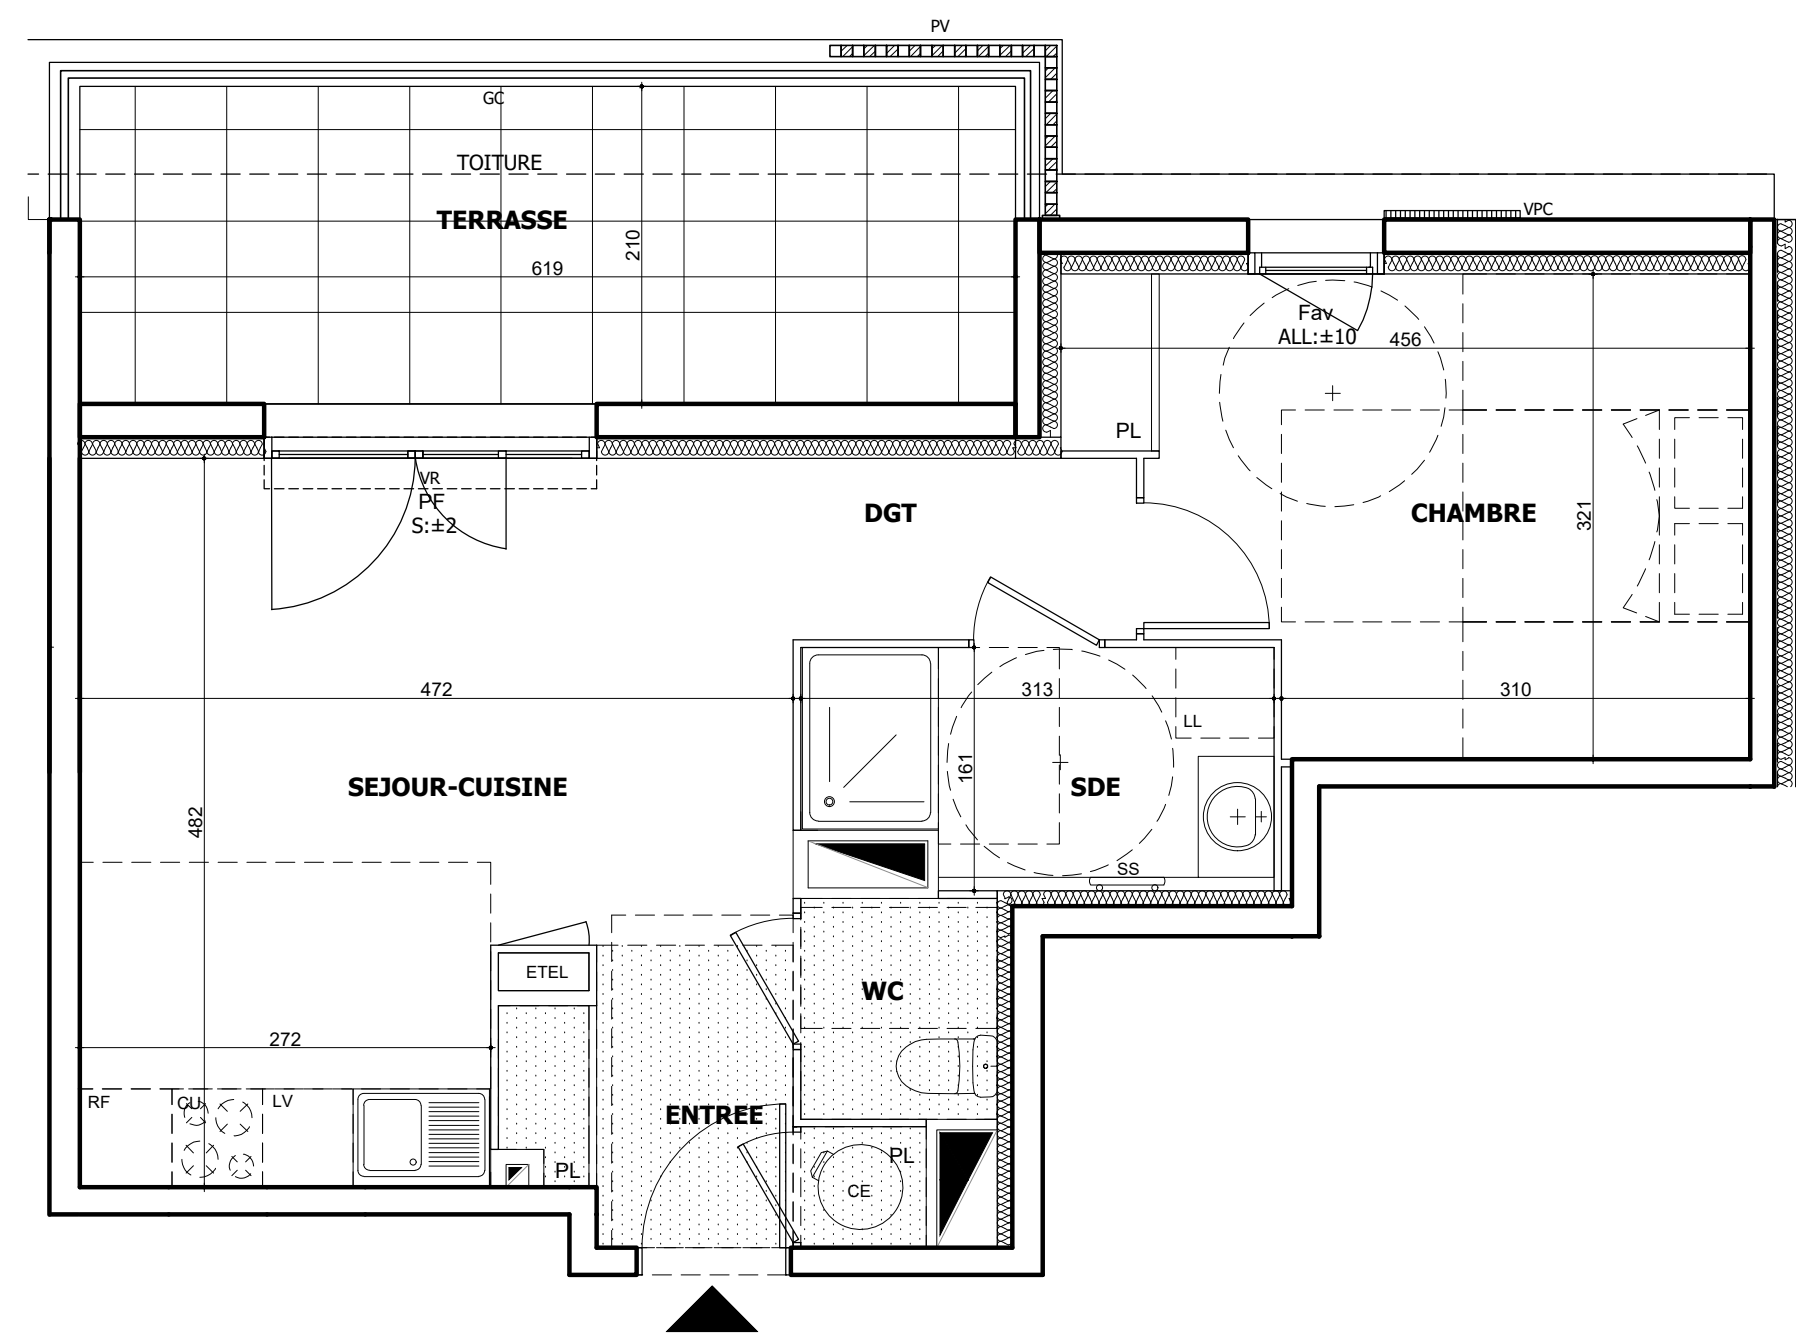 PV
GC
TOITURE
TERRASSE
210
619
VPC
Fav
ALL:±10
456
PL
VR
PF
S:±2
DGT
CHAMBRE
321
472
313
310
LL
161
SEJOUR-CUISINE
SDE
482
SS
ETEL
WC
272
RF
CU
LV
ENTREE
PL
PL
CE